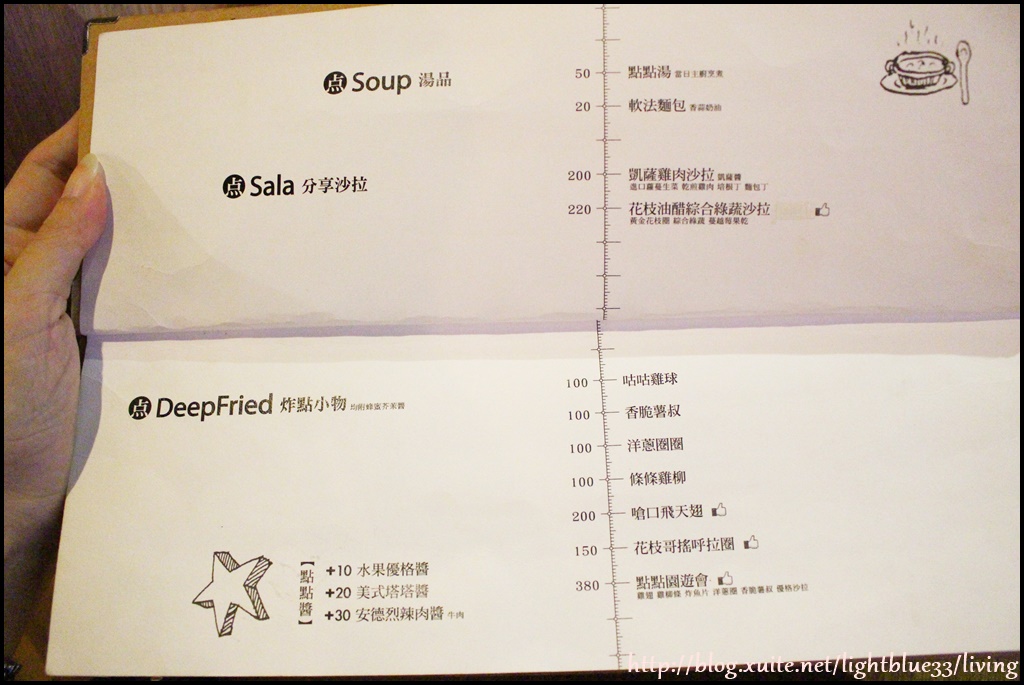 点 Soup 湯品
50 點點湯 當日主廚烹煮
20 軟法麵包 香蒜奶油
点 Sala 分享沙拉
200 凱薩雞肉沙拉 凱薩醬
進口蘿蔓生菜 乾煎雞肉 培根丁 麵包丁
220 花枝油醋綜合綠蔬沙拉
黃金花枝圈 綜合綠蔬 蔓越莓果乾
点 DeepFried 炸點小物 均附蜂蜜芥茉醬
100 咕咕雞球
100 香脆薯叔
100 洋蔥圈圈
100 條條雞柳
200 嗆口飛天翅
150 花枝哥搖呼拉圈
380 點點園遊會
雞翅 雞柳條 炸魚片 洋蔥圈 香脆薯叔 優格沙拉
【點點醬】
+10 水果優格醬
+20 美式塔塔醬
+30 安德烈辣肉醬 牛肉
http://blog.xuite.net/lightblue33/living